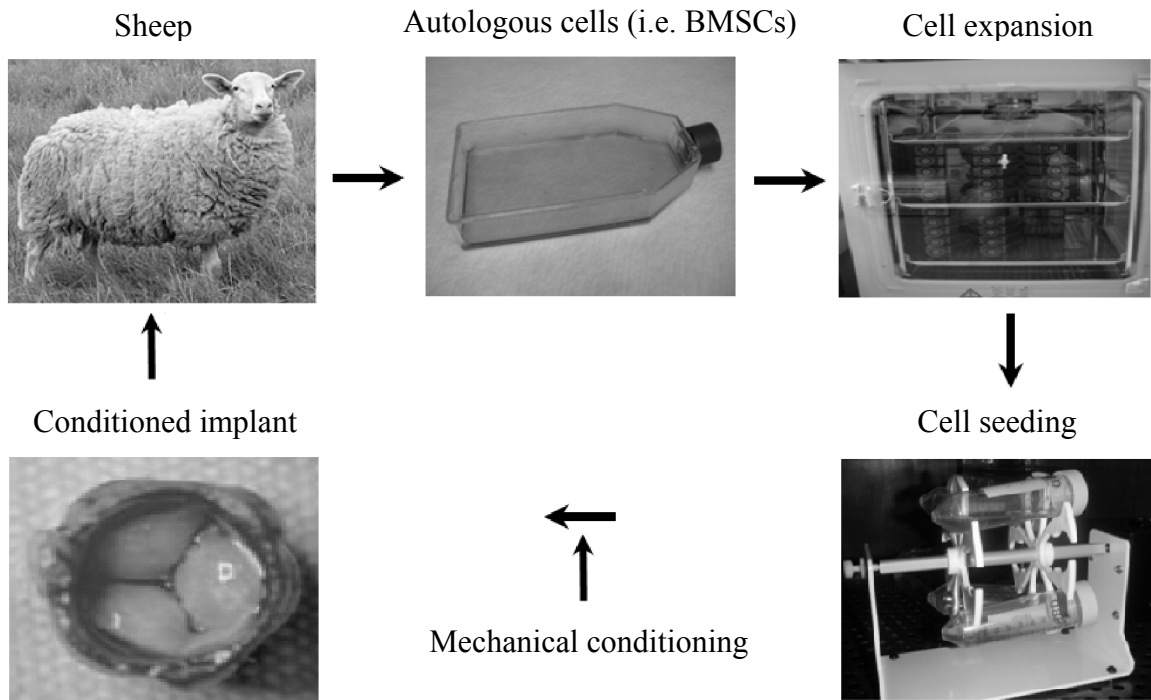 Sheep
Autologous cells (i.e. BMSCs)
Cell expansion
Conditioned implant
Cell seeding
Mechanical conditioning